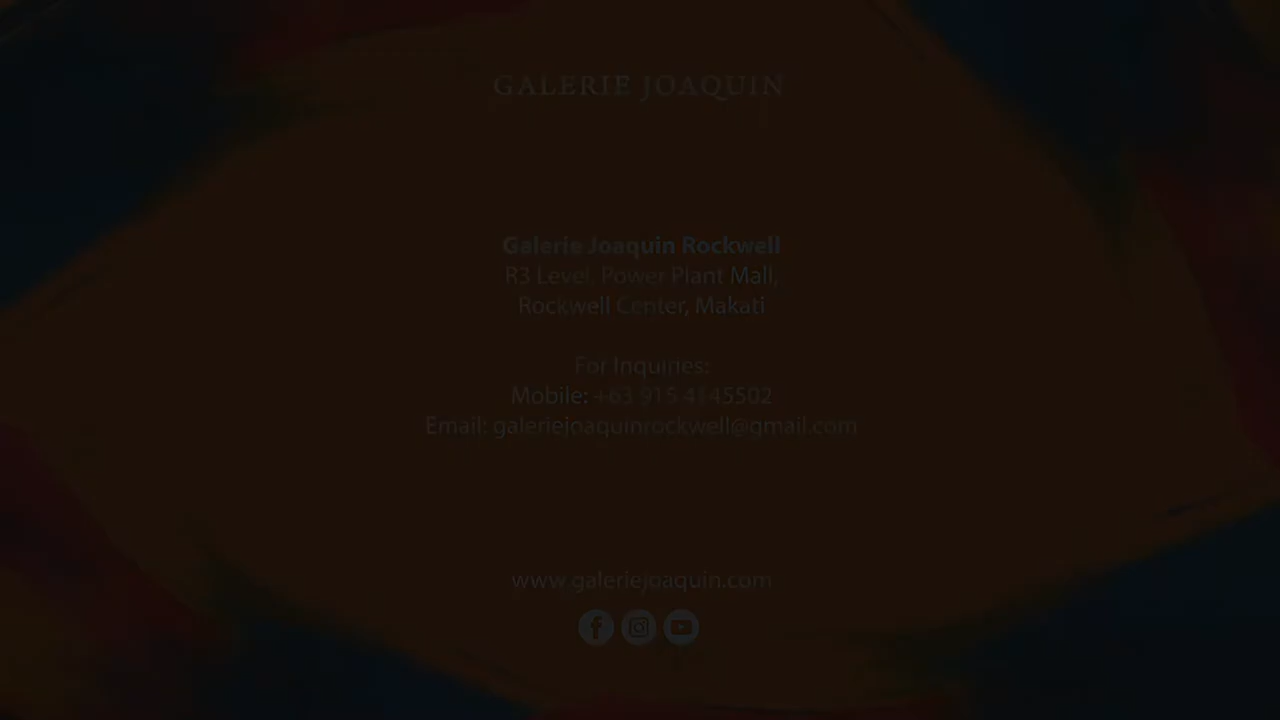 GALERIE JOAQUIN
Galerie Joaquin Rockwell
R3 Level, Power Plant Mall,
Rockwell Center, Makati
For Inquiries:
Mobile: +63 915 4145502
Email: galeriejoaquinrockwell@gmail.com
www.galeriejoaquin.com